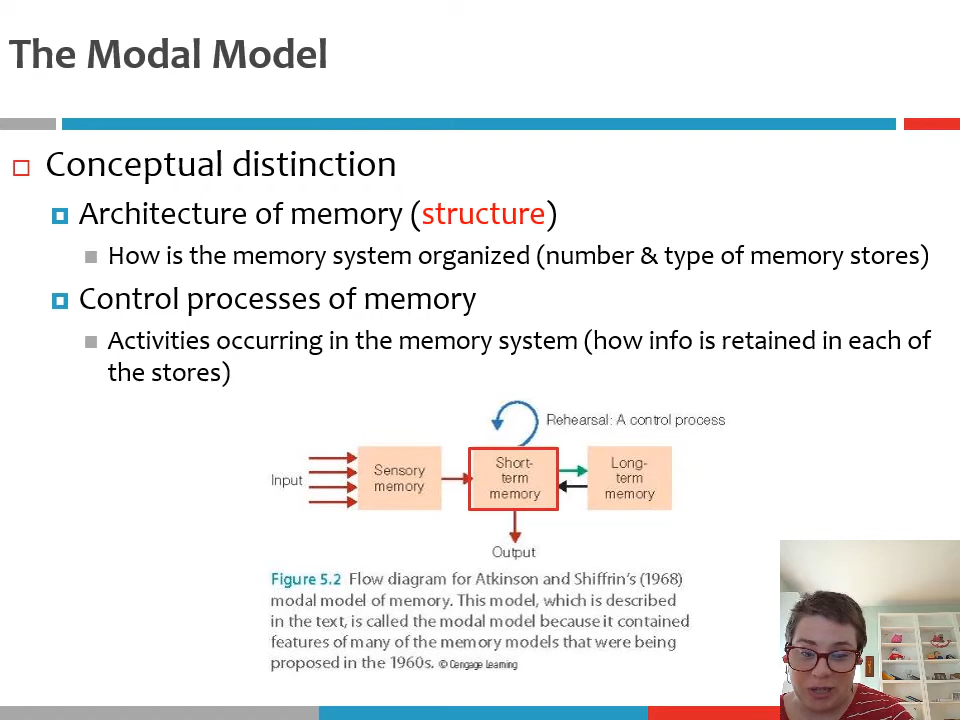 The Modal Model
Conceptual distinction
Architecture of memory (structure)
How is the memory system organized (number & type of memory stores)
Control processes of memory
Activities occurring in the memory system (how info is retained in each of
the stores)
Rehearsal: A control process
Input
Sensory
memory
Short-
term
memory
Long-
term
memory
Output
Figure 5.2 Flow diagram for Atkinson and Shiffrin's (1968)
modal model of memory. This model, which is described
in the text, is called the modal model because it contained
features of many of the memory models that were being
proposed in the 1960s. © Cengage Learning